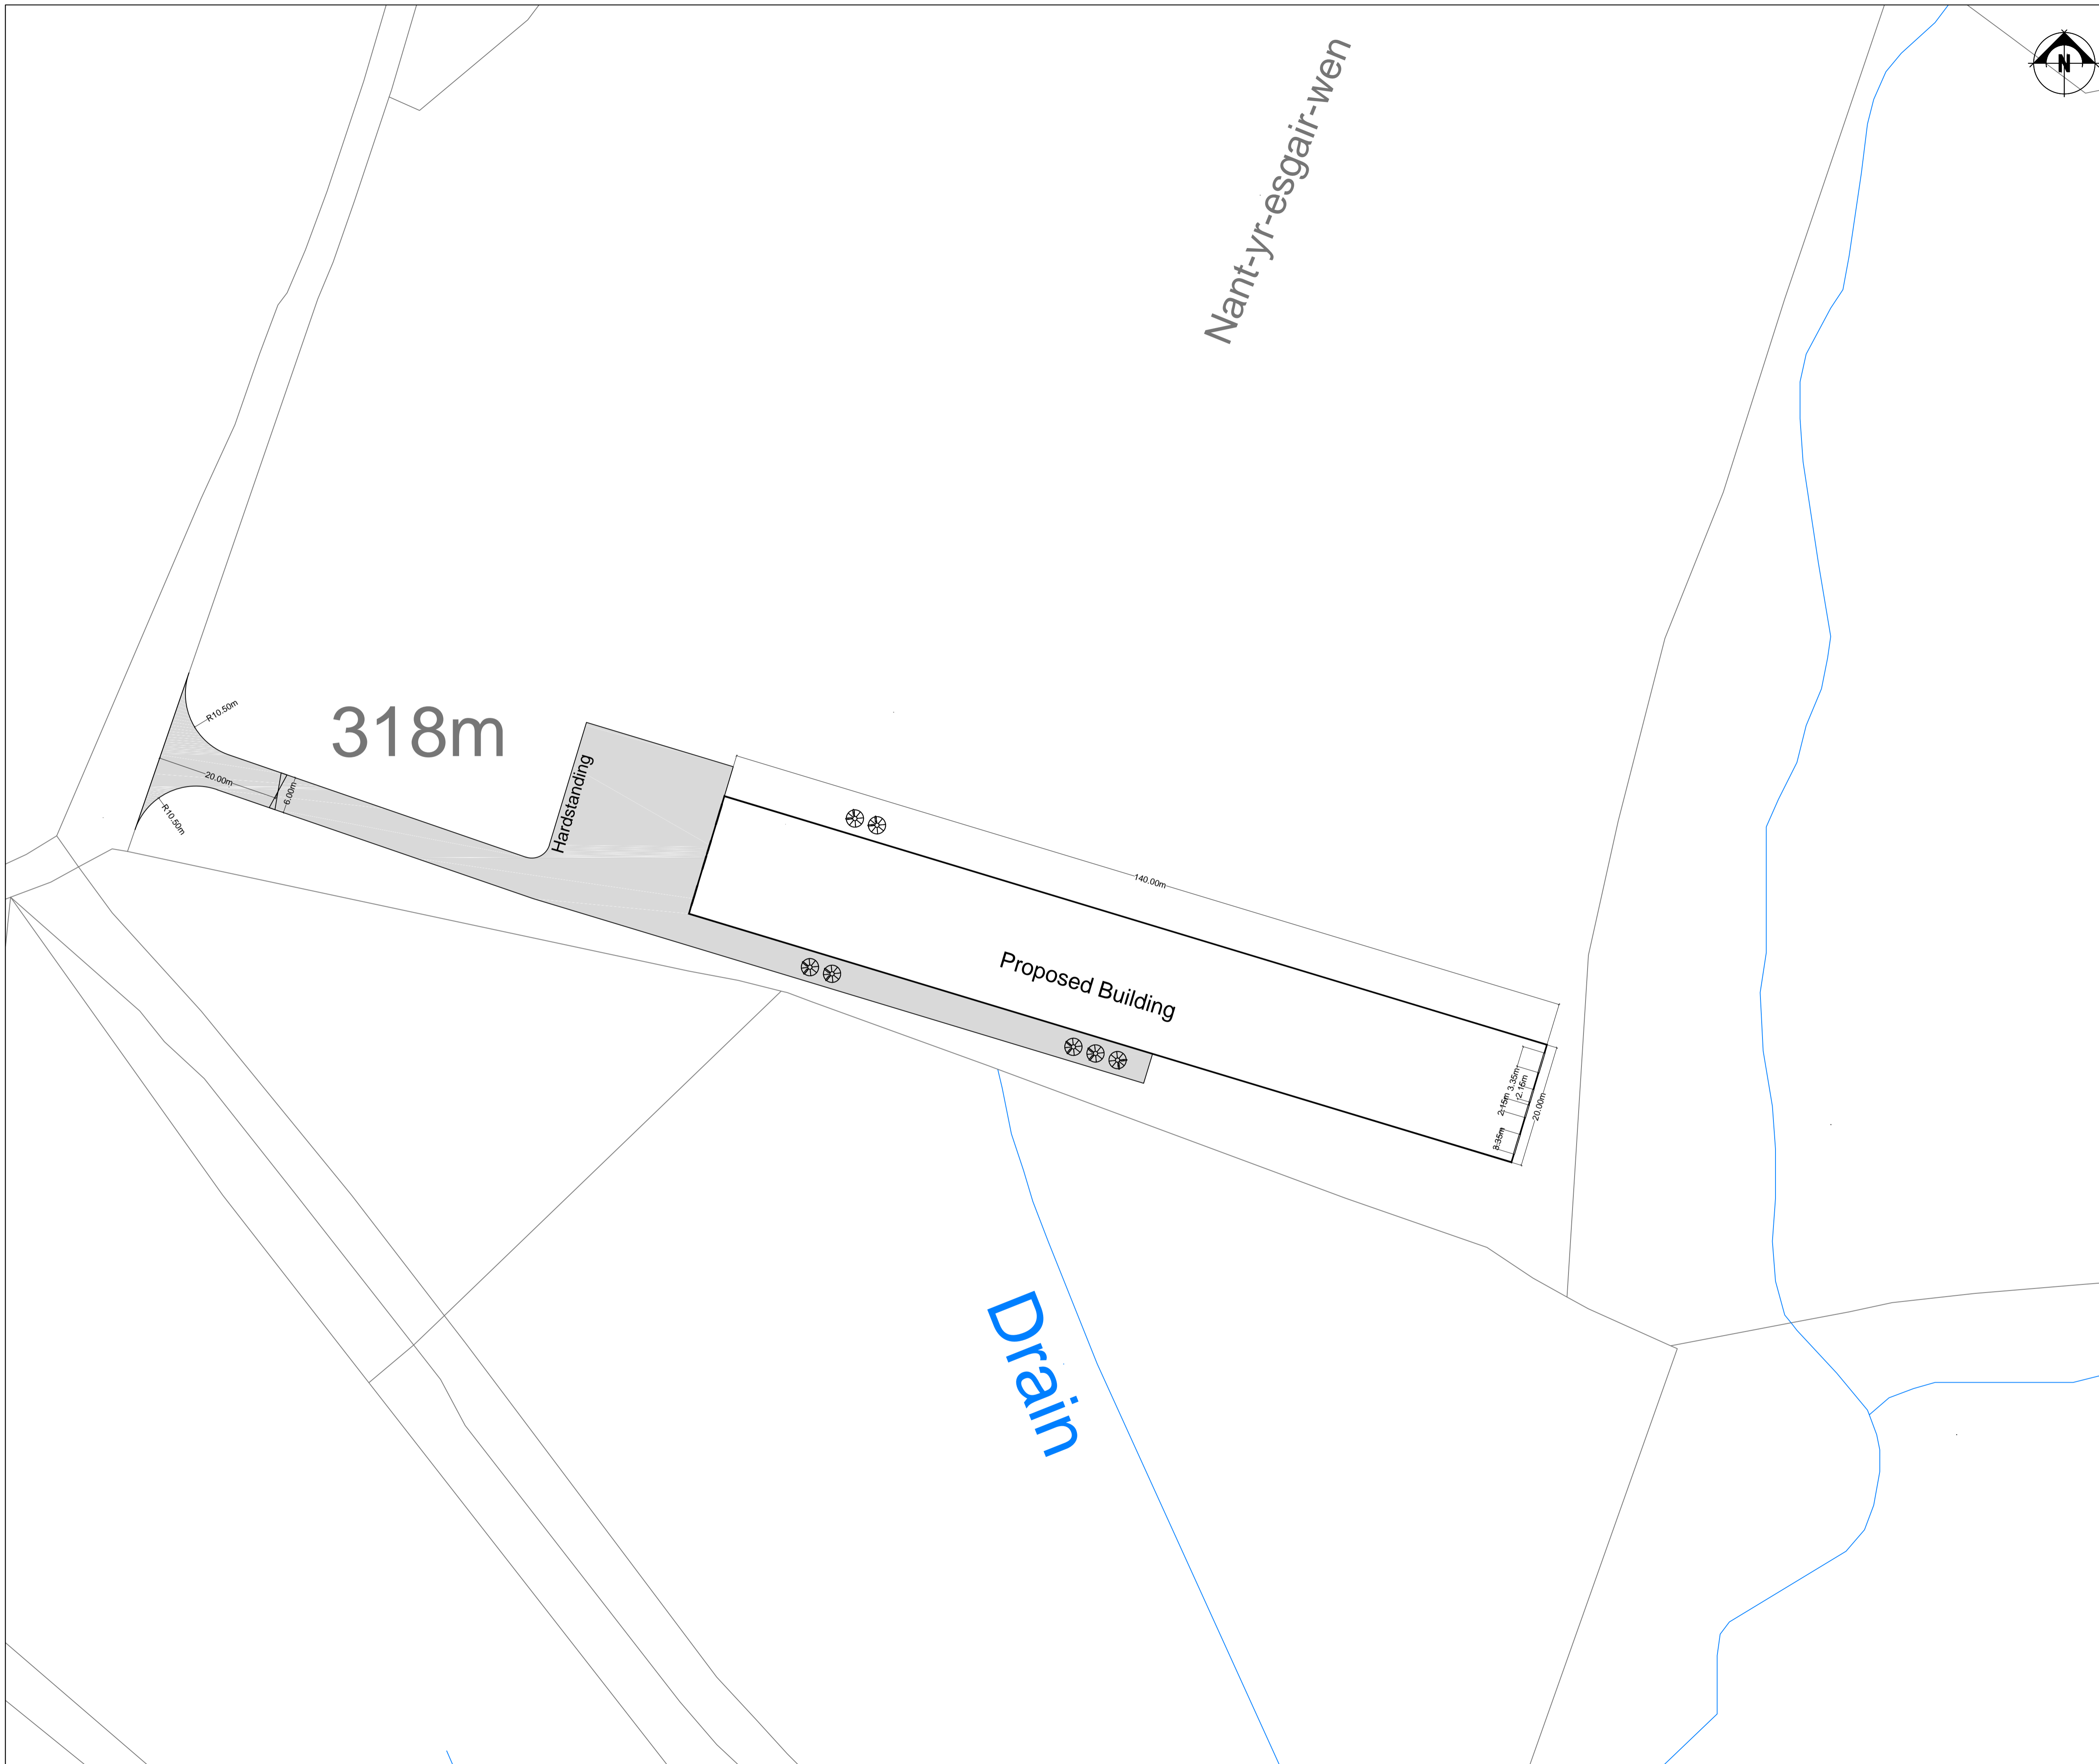 Nant-yr-esgair-wen
N
318m
R10.50m
20.00m
6.00m
R10.50m
Hardstanding
140.00m
Proposed Building
3.35m
2.15m
2.15m
20.00m
3.35m
Drain